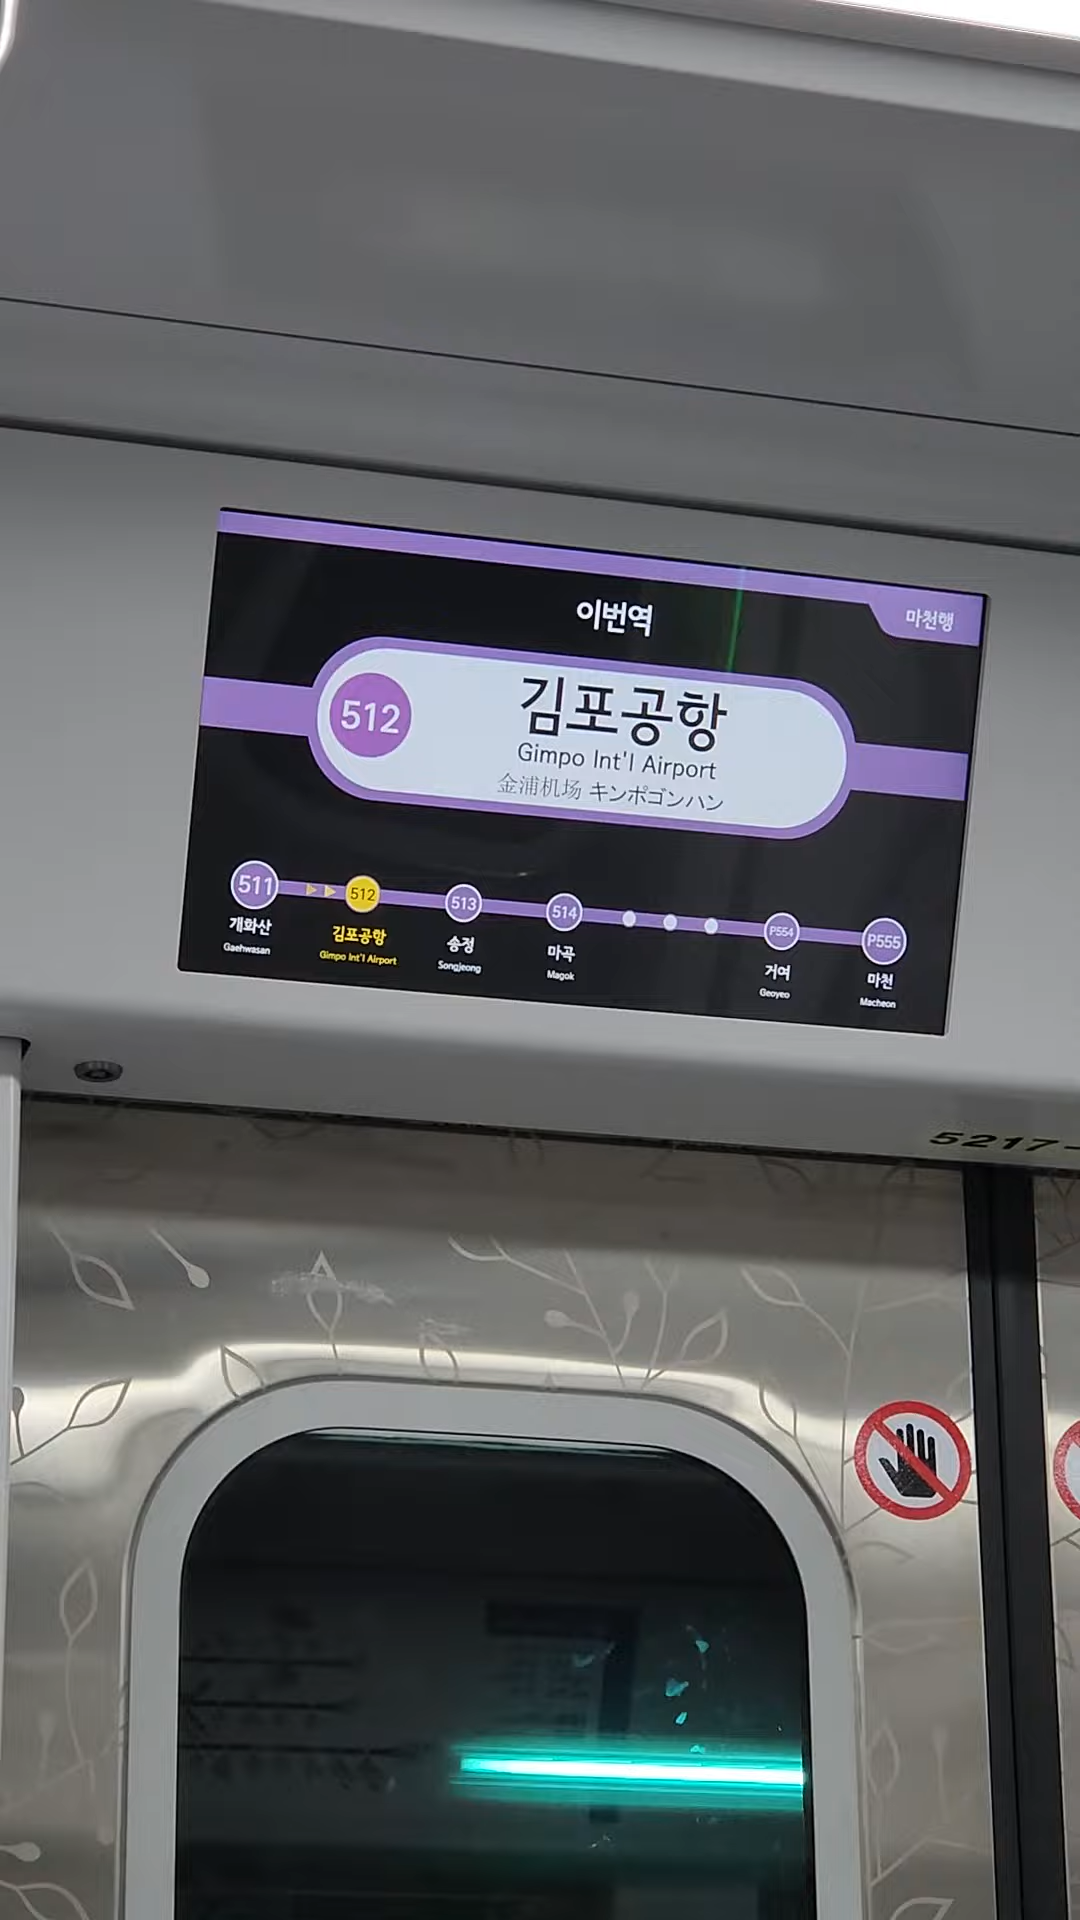 이번역
마천행
512
김포공항
Gimpo Int'l Airport
金浦机场 キンポゴンハン
511 512 513 514 P554 P555
개화산 김포공항 송정 마곡 거여 마천
Gaehwasan Gimpo Int'l Airport Songjeong Magok Geoyeo Macheon
5217-